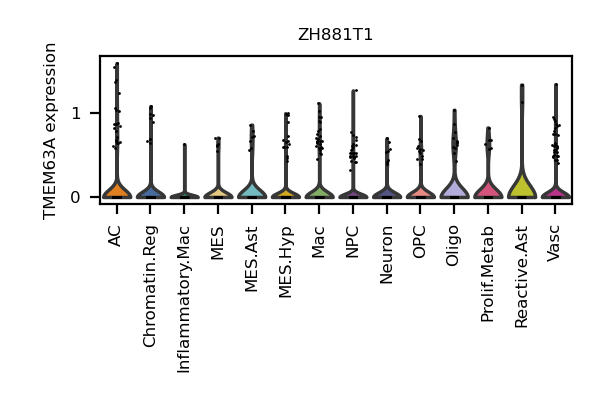 ZH881T1
TMEM63A expression
1
0
AC
Chromatin.Reg
Inflammatory.Mac
MES
MES.Ast
MES.Hyp
Mac
NPC
Neuron
OPC
Oligo
Prolif.Metab
Reactive.Ast
Vasc